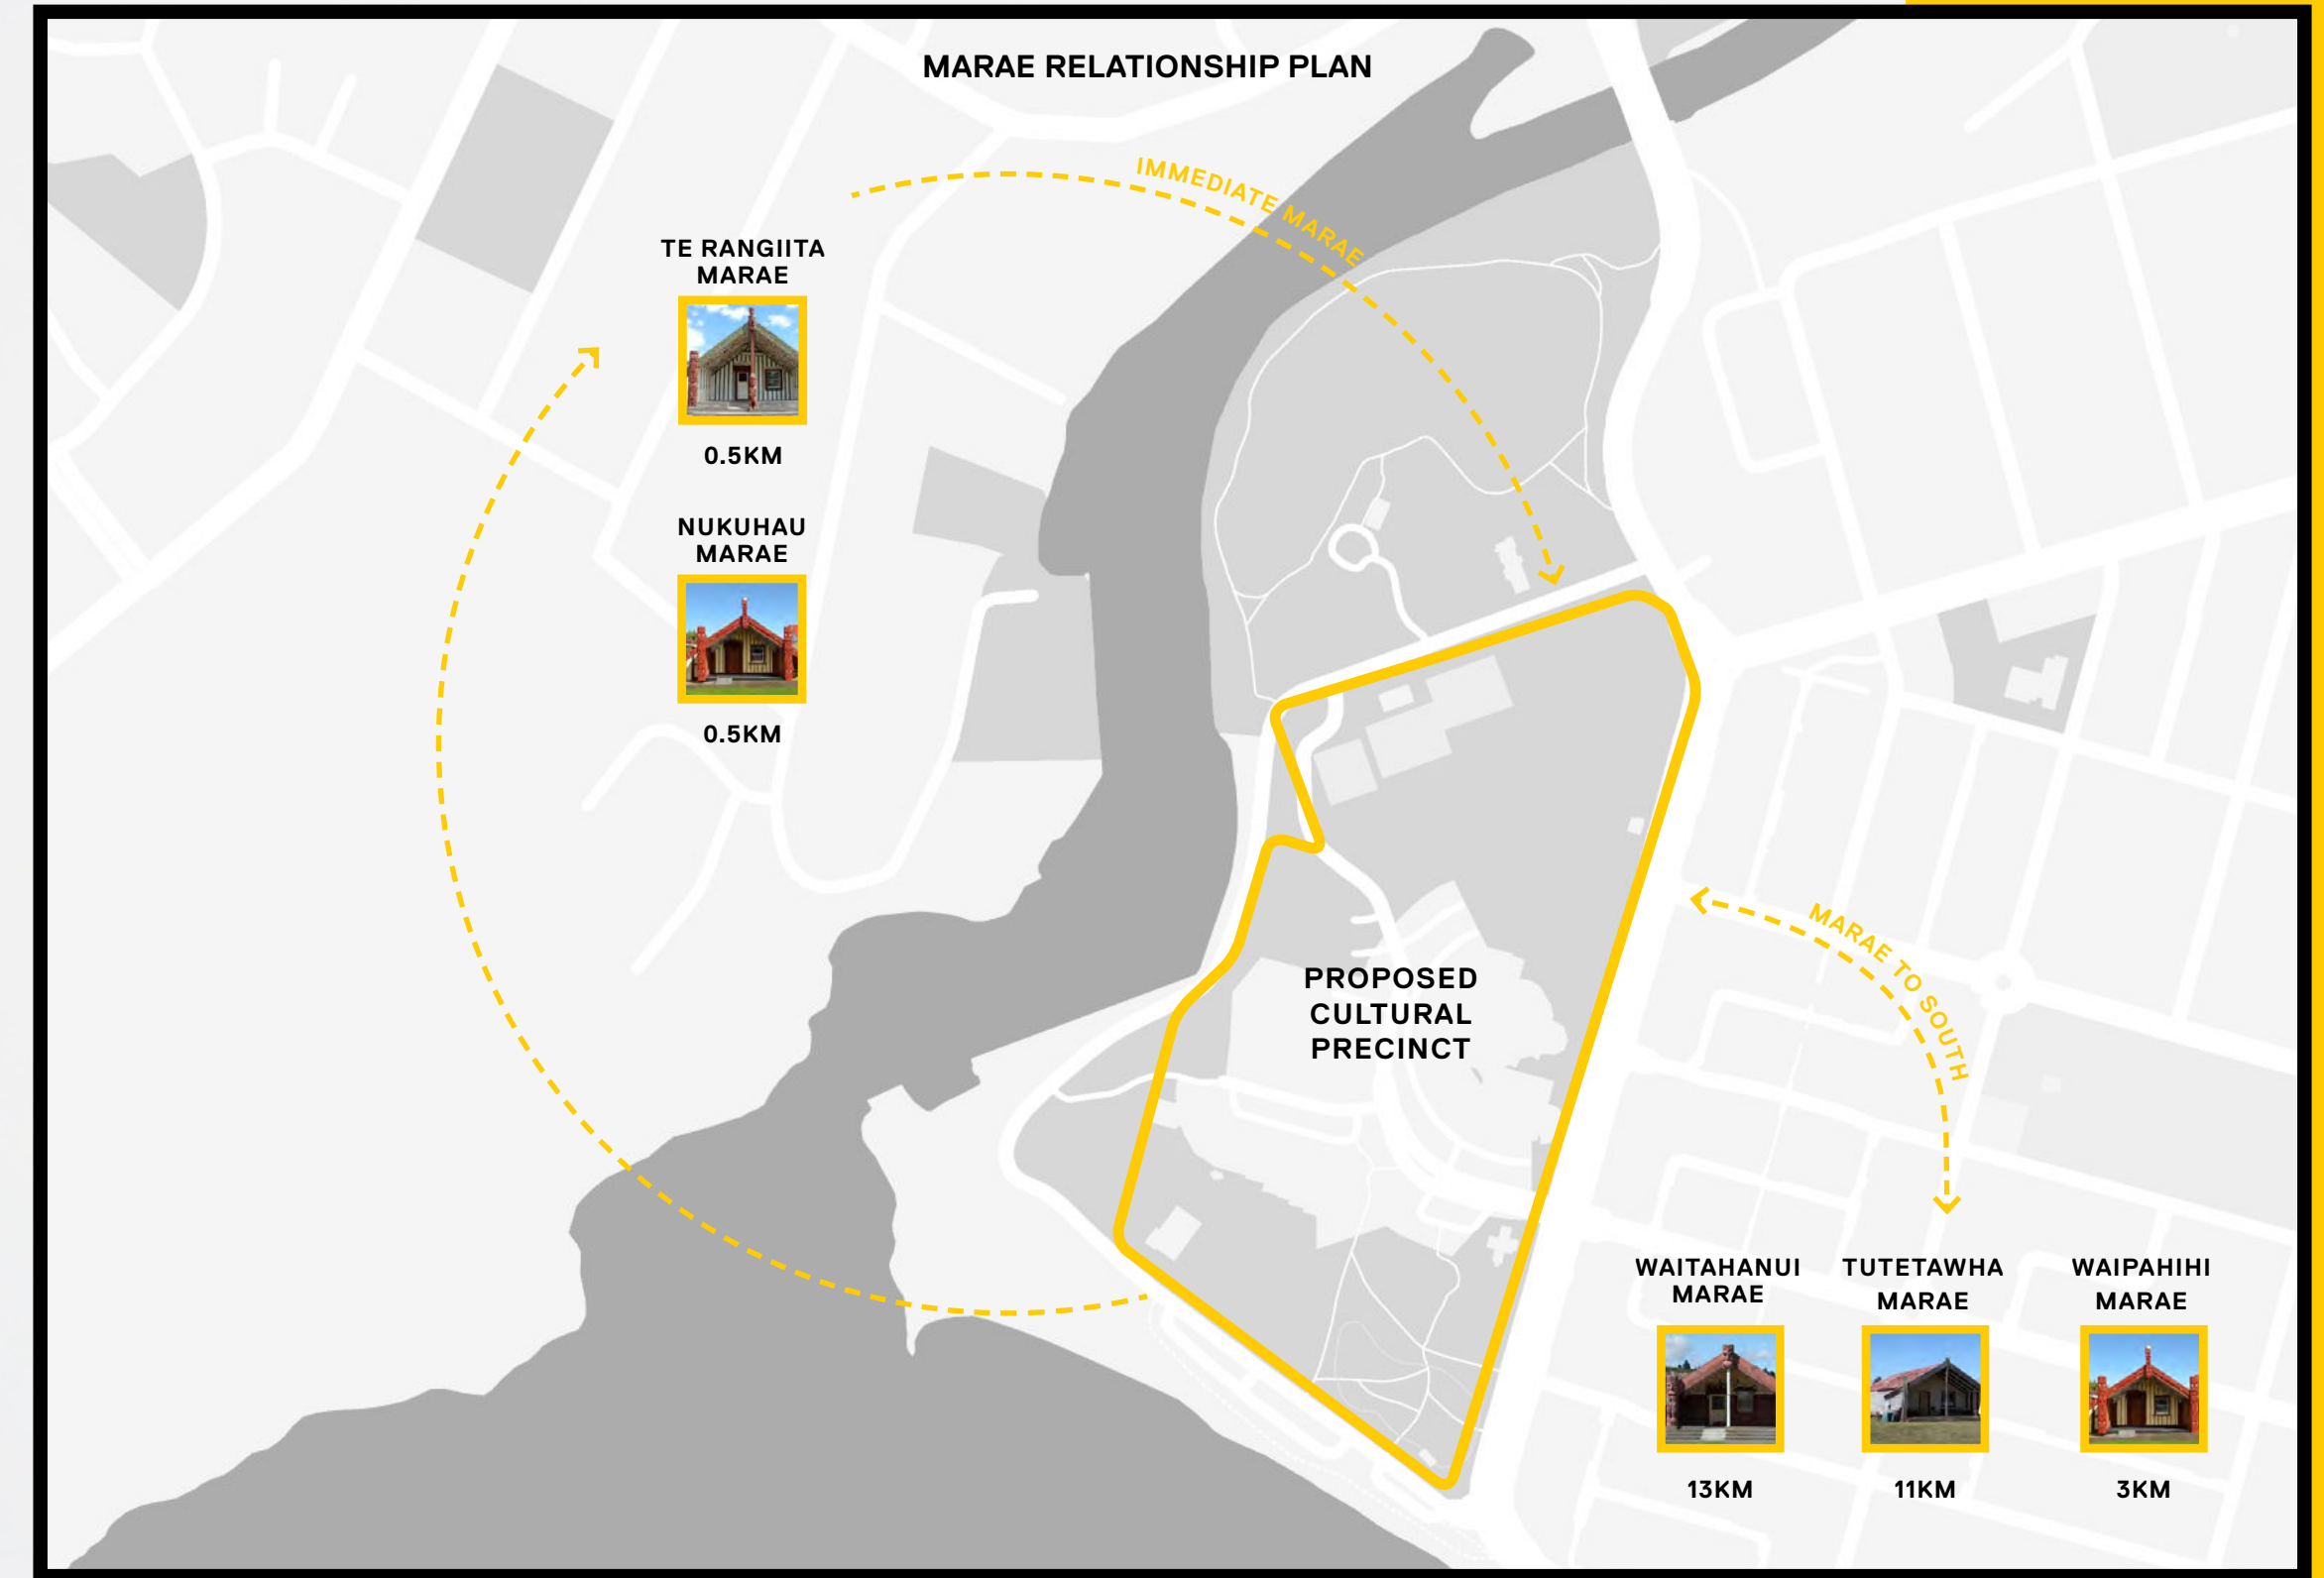 MARAE RELATIONSHIP PLAN
IMMEDIATE MARAE
TE RANGIITA
MARAE
0.5KM
NUKUHAU
MARAE
0.5KM
PROPOSED
CULTURAL
PRECINCT
MARAE TO SOUTH
WAITAHANUI
MARAE
13KM
TUTETAWHA
MARAE
11KM
WAIPAHIHI
MARAE
3KM